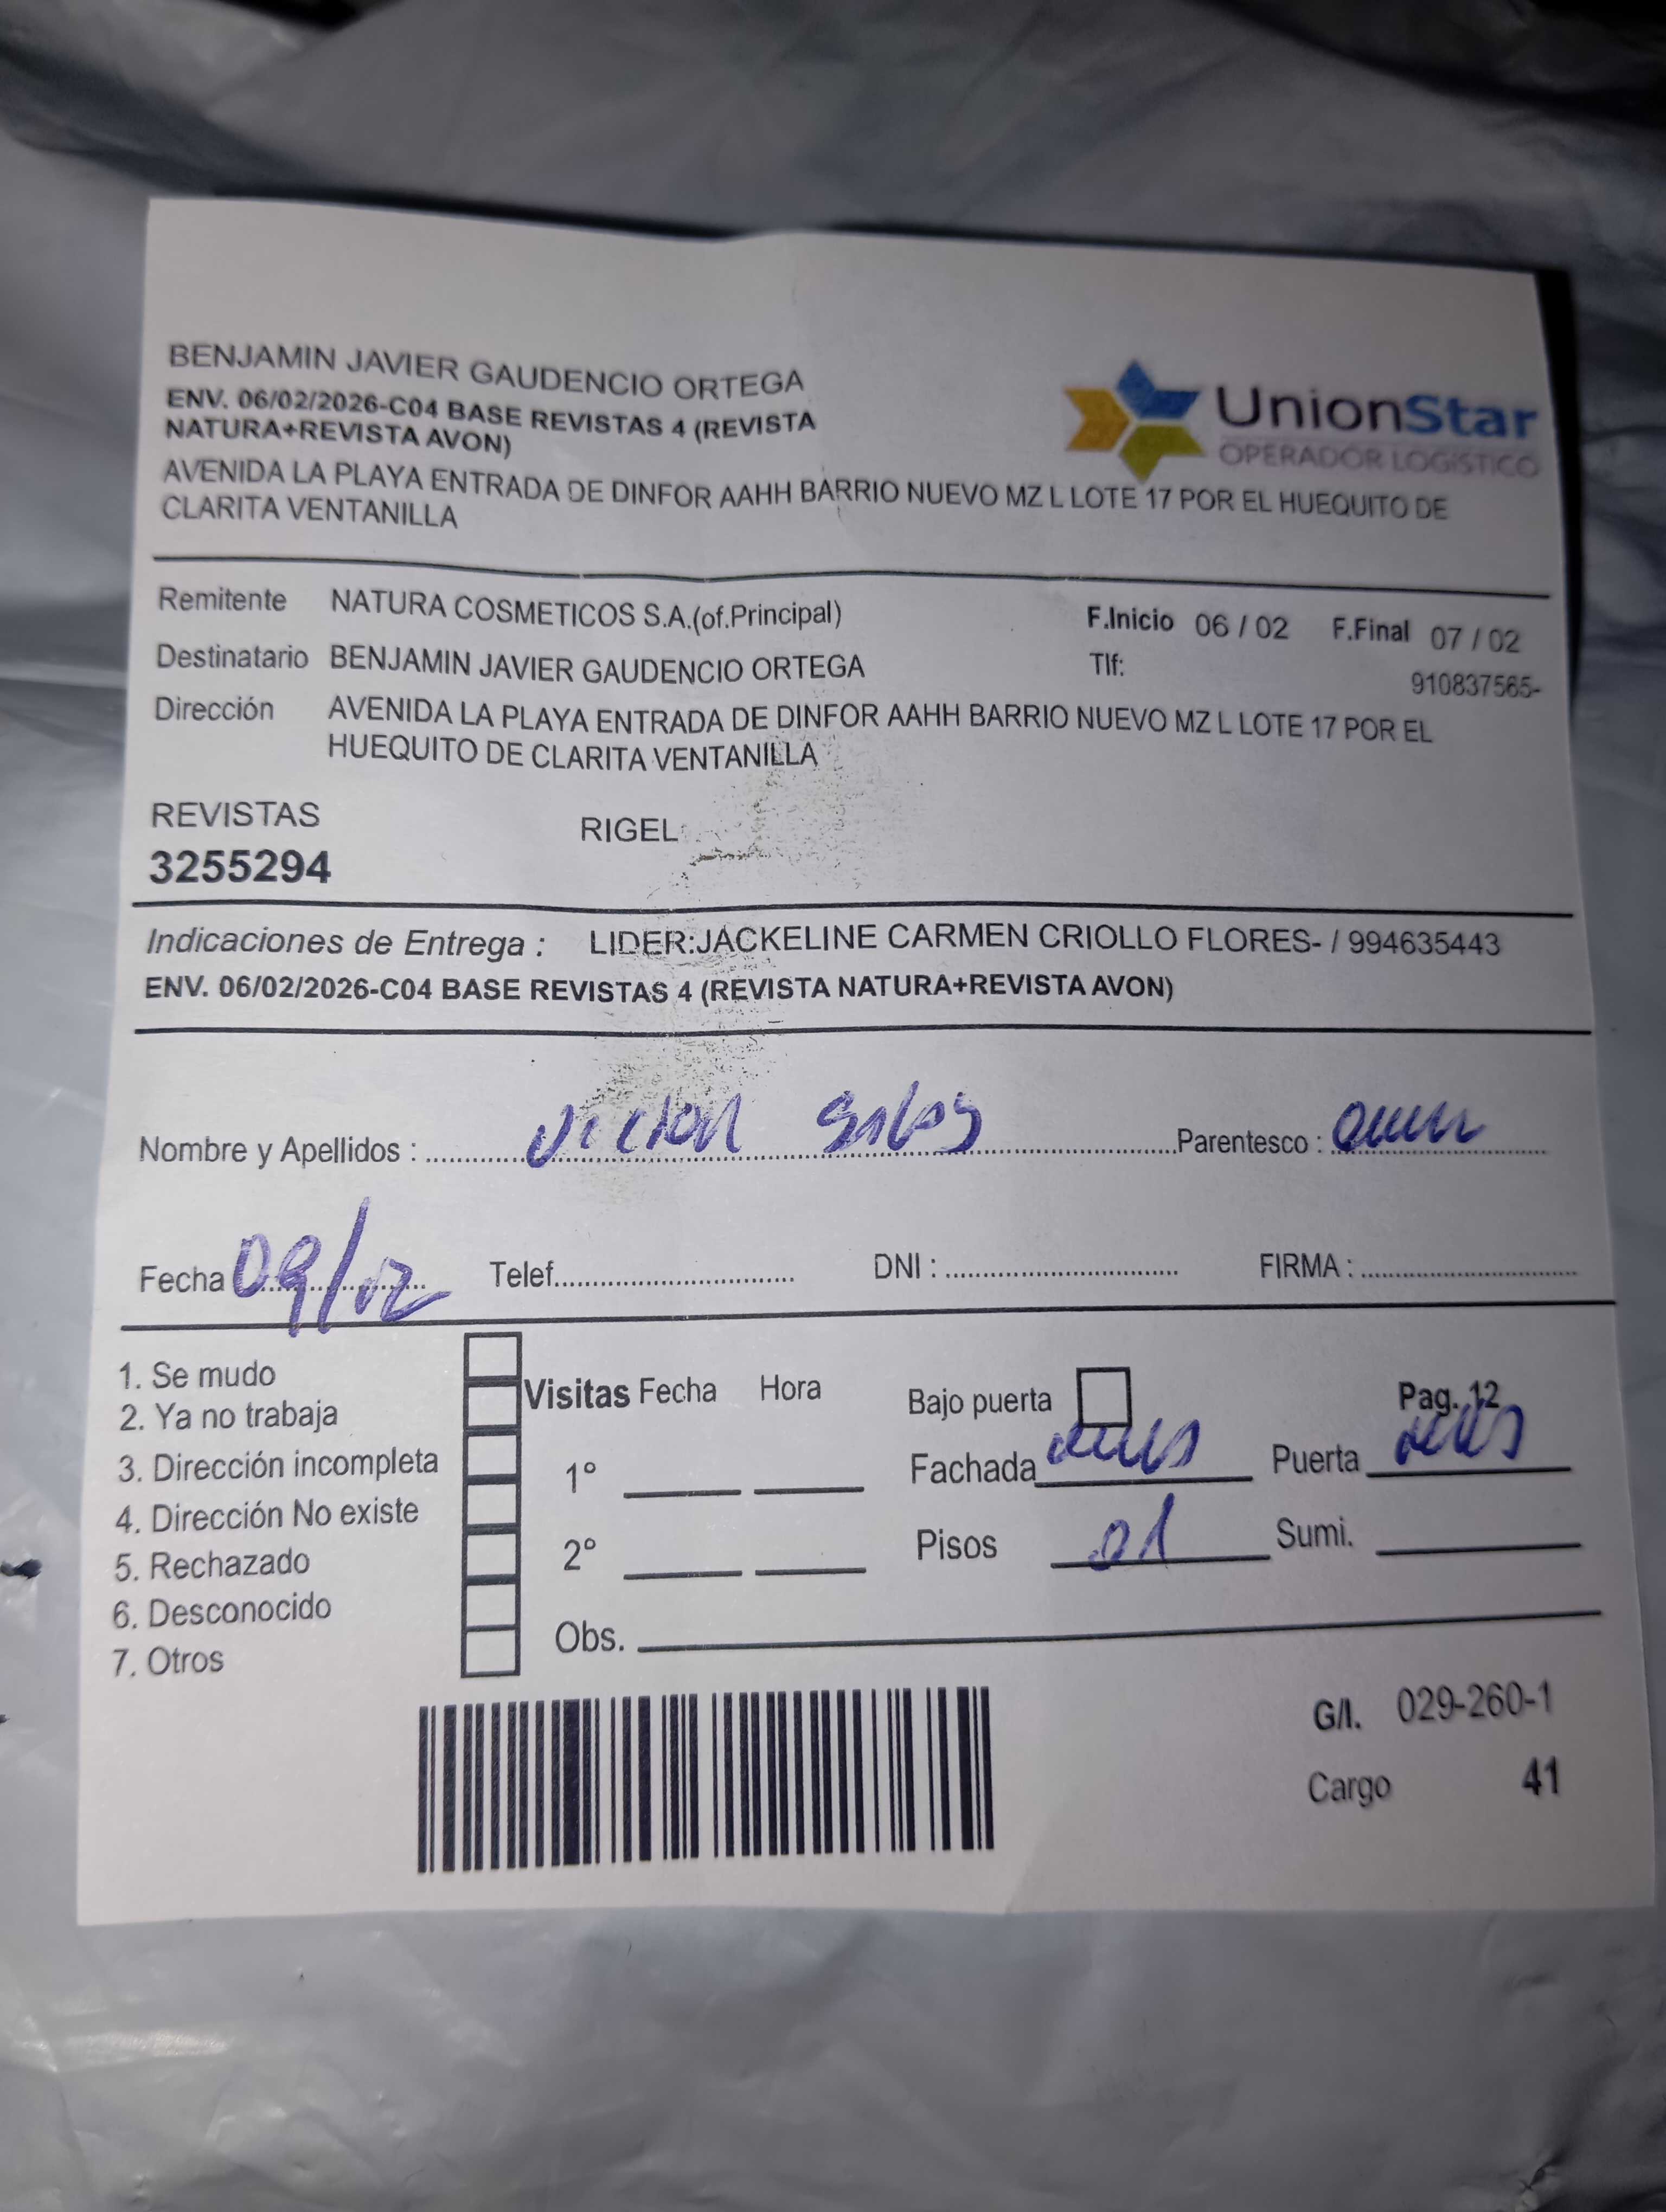 BENJAMIN JAVIER GAUDENCIO ORTEGA
ENV. 06/02/2026-C04 BASE REVISTAS 4 (REVISTA
NATURA+REVISTA AVON)
UnionStar
OPERADOR LOGÍSTICO
AVENIDA LA PLAYA ENTRADA DE DINFOR AAHH BARRIO NUEVO MZ L LOTE 17 POR EL HUEQUITO DE
CLARITA VENTANILLA
Remitente NATURA COSMETICOS S.A.(of.Principal) F.Inicio 06 / 02 F.Final 07 / 02
Destinatario BENJAMIN JAVIER GAUDENCIO ORTEGA Tlf: 910837565-
Dirección AVENIDA LA PLAYA ENTRADA DE DINFOR AAHH BARRIO NUEVO MZ L LOTE 17 POR EL
HUEQUITO DE CLARITA VENTANILLA
REVISTAS RIGEL
3255294
Indicaciones de Entrega : LIDER:JACKELINE CARMEN CRIOLLO FLORES- / 994635443
ENV. 06/02/2026-C04 BASE REVISTAS 4 (REVISTA NATURA+REVISTA AVON)
Nombre y Apellidos : Parentesco :
Fecha 09/02 Telef. DNI : FIRMA :
1. Se mudo
2. Ya no trabaja
3. Dirección incompleta
4. Dirección No existe
5. Rechazado
6. Desconocido
7. Otros
Visitas Fecha Hora
1°
2°
Obs.
Bajo puerta Pag. 12
Fachada Puerta
Pisos 01 Sumi.
G/I. 029-260-1
Cargo 41